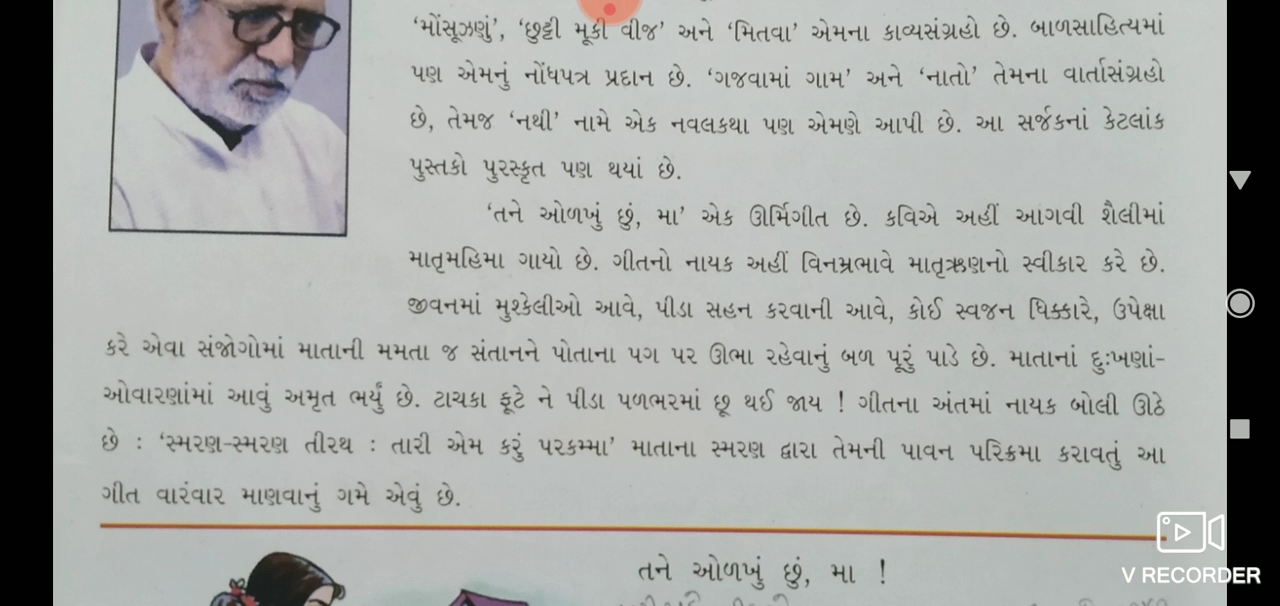 ‘મોંસૂઝણું’, ‘છુટ્ટી મૂકી વીજ’ અને ‘મિતવા’ એમના કાવ્યસંગ્રહો છે. બાળસાહિત્યમાં
પણ એમનું નોંધપત્ર પ્રદાન છે. ‘ગજવામાં ગામ’ અને ‘નાતો’ તેમના વાર્તાસંગ્રહો
છે, તેમજ ‘નથી’ નામે એક નવલકથા પણ એમણે આપી છે. આ સર્જકનાં કેટલાંક
પુસ્તકો પુરસ્કૃત પણ થયાં છે.
‘તને ઓળખું છું, મા’ એક ઊર્મિગીત છે. કવિએ અહીં આગવી શૈલીમાં
માતૃમહિમા ગાયો છે. ગીતનો નાયક અહીં વિનમ્રભાવે માતૃઋણનો સ્વીકાર કરે છે.
જીવનમાં મુશ્કેલીઓ આવે, પીડા સહન કરવાની આવે, કોઈ સ્વજન ધિક્કારે, ઉપેક્ષા
કરે એવા સંજોગોમાં માતાની મમતા જ સંતાનને પોતાના પગ પર ઊભા રહેવાનું બળ પૂરું પાડે છે. માતાનાં દુઃખણાં-
ઓવારણાંમાં આવું અમૃત ભર્યું છે. ટાચકા ફૂટે ને પીડા પળભરમાં છૂ થઈ જાય ! ગીતના અંતમાં નાયક બોલી ઊઠે
છે : ‘સ્મરણ-સ્મરણ તીરથ : તારી એમ કરું પરકમ્મા’ માતાના સ્મરણ દ્વારા તેમની પાવન પરિક્રમા કરાવતું આ
ગીત વારંવાર માણવાનું ગમે એવું છે.
તને ઓળખું છું, મા !
V RECORDER